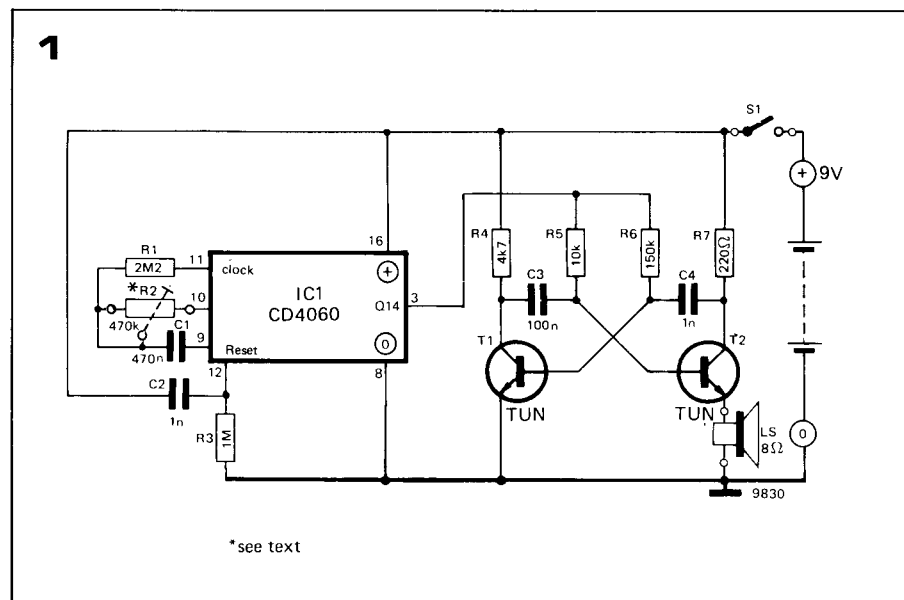 1
S1
+
9V
16
R4
4k7
R5
10k
R6
150k
R7
220Ω
R1
2M2
11
clock
+
*R2
10
IC1
CD4060
Q14
3
C3
100n
C4
1n
470k
C1
470n
9
Reset
0
12
8
T1
TUN
T2
TUN
C2
1n
R3
1M
LS
8Ω
0
9830
*see text